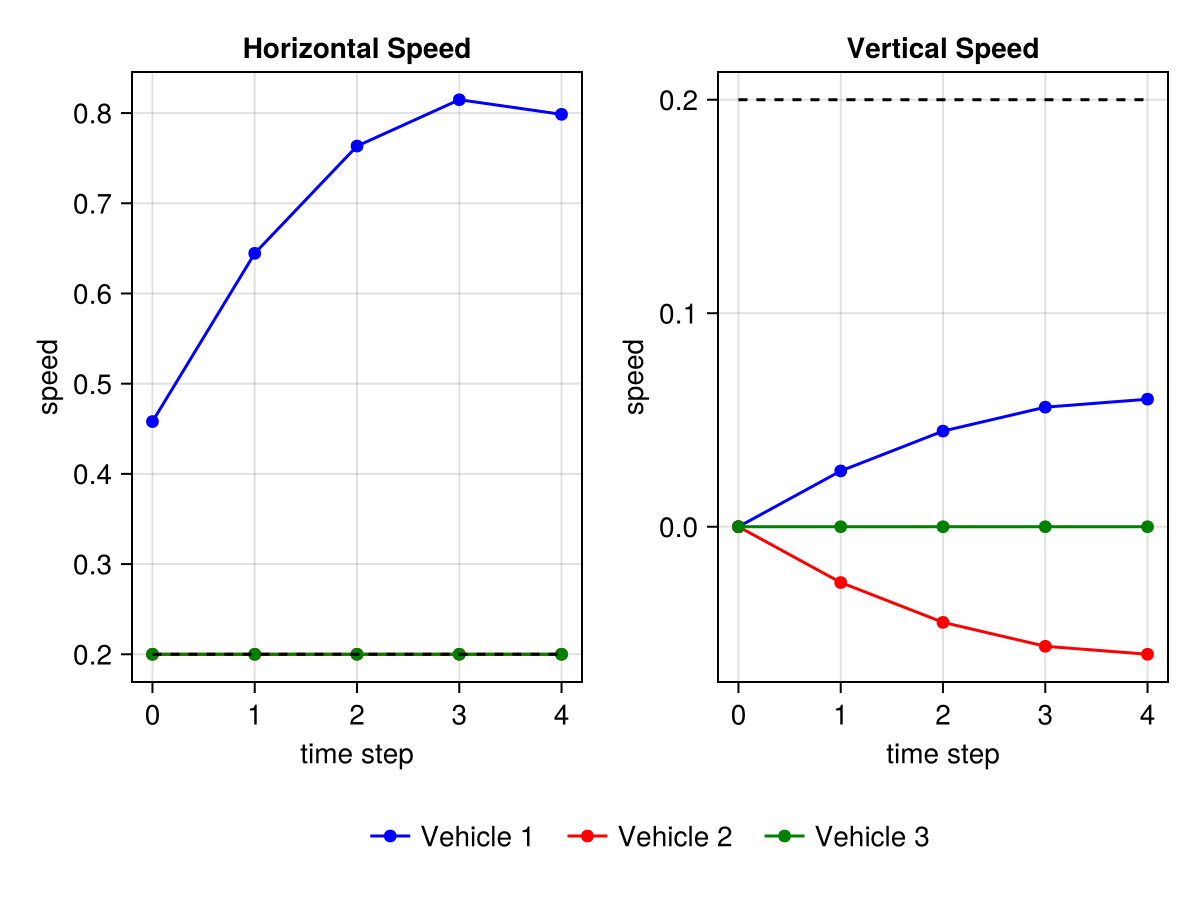 Horizontal Speed
0.8
0.7
0.6
0.5
0.4
0.3
0.2
speed
0 1 2 3 4
time step
Vertical Speed
0.2
0.1
0.0
speed
0 1 2 3 4
time step
Vehicle 1 Vehicle 2 Vehicle 3